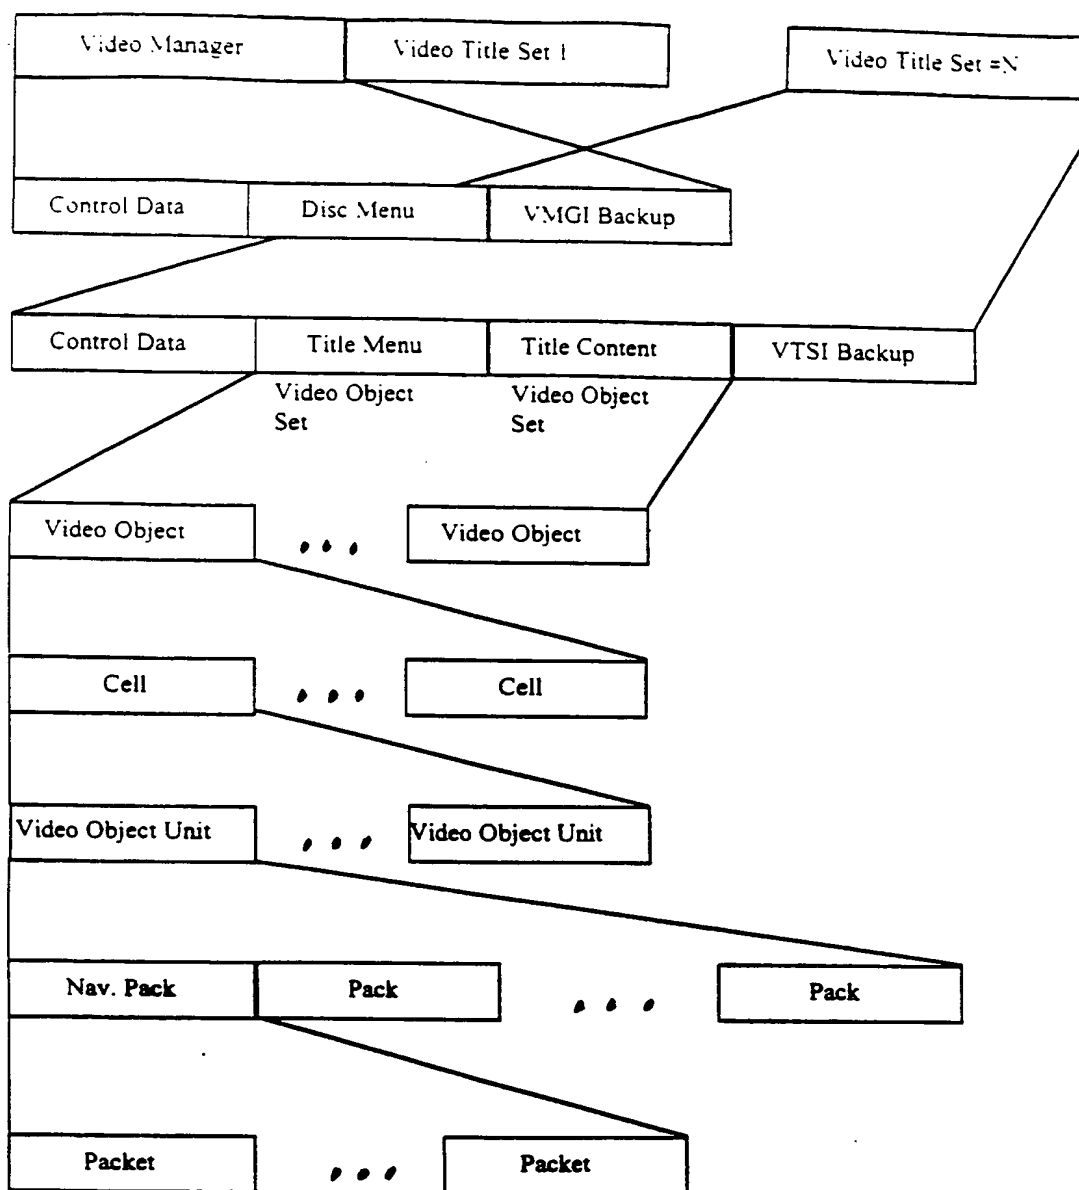 Video Manager
Video Title Set 1
Video Title Set =N
Control Data
Disc Menu
VMGI Backup
Control Data
Title Menu
Title Content
VTSI Backup
Video Object
Set
Video Object
Set
Video Object
Video Object
Cell
Cell
Video Object Unit
Video Object Unit
Nav. Pack
Pack
Pack
Packet
Packet